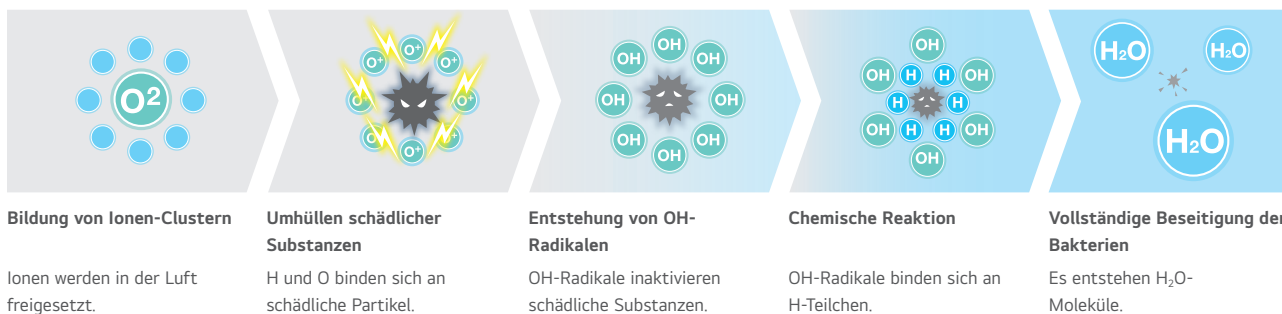 O2
O+ O+ O+ O+ O+ O+
OH OH OH OH OH OH OH OH
OH OH OH OH OH OH H H H H H H
H2O H2O H2O
Bildung von Ionen-Clustern
Ionen werden in der Luft
freigesetzt.
Umhüllen schädlicher
Substanzen
H und O binden sich an
schädliche Partikel.
Entstehung von OH-
Radikalen
OH-Radikale inaktivieren
schädliche Substanzen.
Chemische Reaktion
OH-Radikale binden sich an
H-Teilchen.
Vollständige Beseitigung der
Bakterien
Es entstehen H₂O-
Moleküle.